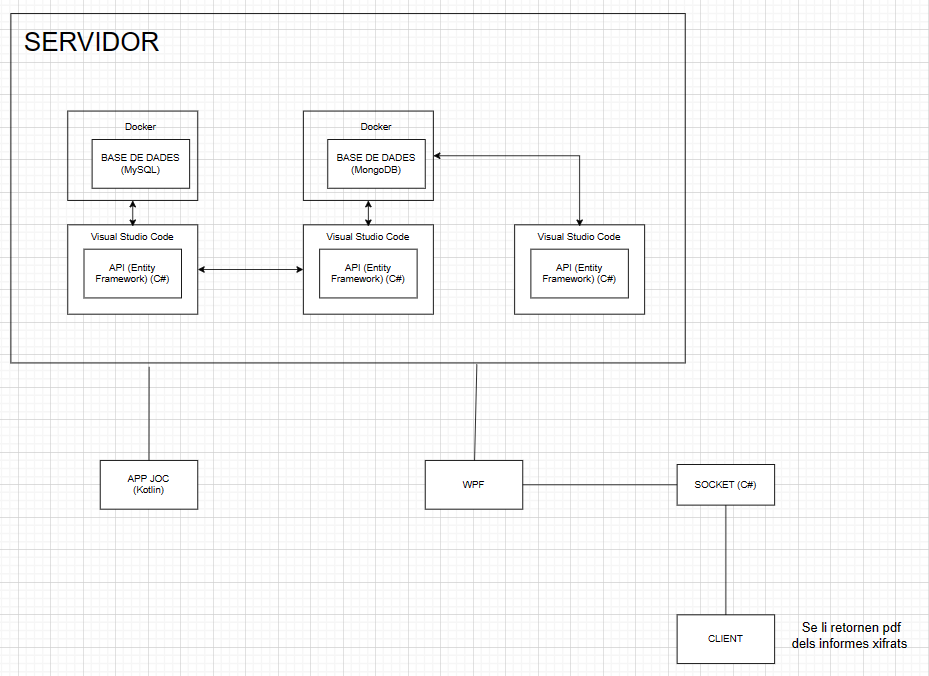 SERVIDOR
Docker
BASE DE DADES
(MySQL)
Docker
BASE DE DADES
(MongoDB)
Visual Studio Code
API (Entity
Framework) (C#)
Visual Studio Code
API (Entity
Framework) (C#)
Visual Studio Code
API (Entity
Framework) (C#)
APP JOC
(Kotlin)
WPF
SOCKET (C#)
CLIENT
Se li retornen pdf
dels informes xifrats